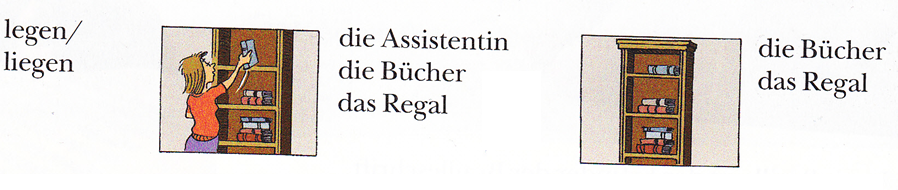 legen/
liegen
die Assistentin
die Bücher
das Regal
die Bücher
das Regal